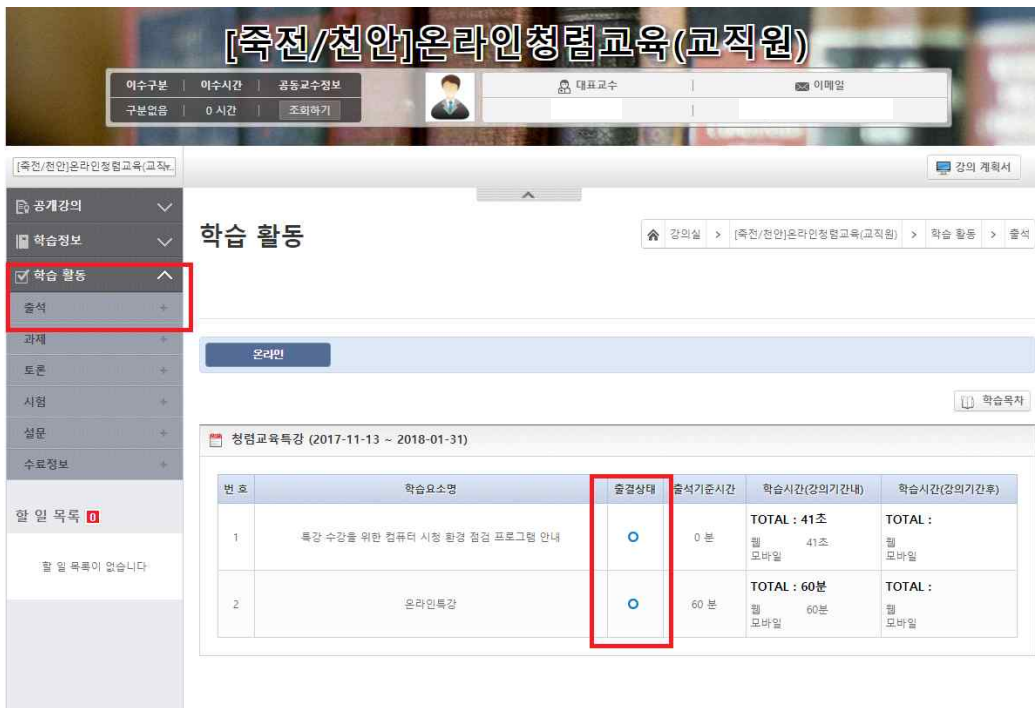 [죽전/천안]온라인청렴교육(교직원)
이수구분 | 이수시간 | 공동교수정보
구분없음 | 0 시간 | 조회하기
대표교수 | 이메일
[죽전/천안]온라인청렴교육(교직
강의 계획서
공개강의
학습정보
학습 활동
출석
과제
토론
시험
설문
수료정보
할 일 목록 0
할 일 목록이 없습니다
학습 활동
강의실 > [죽전/천안]온라인청렴교육(교직원) > 학습 활동 > 출석
온라인
학습목차
청렴교육특강 (2017-11-13 ~ 2018-01-31)
번 호 학습요소명 출결상태 출석기준시간 학습시간(강의기간내) 학습시간(강의기간후)
1 특강 수강을 위한 컴퓨터 시청 환경 점검 프로그램 안내 O 0 분
TOTAL : 41초
웹 41초
모바일
TOTAL :
웹
모바일
2 온라인특강 O 60 분
TOTAL : 60분
웹 60분
모바일
TOTAL :
웹
모바일